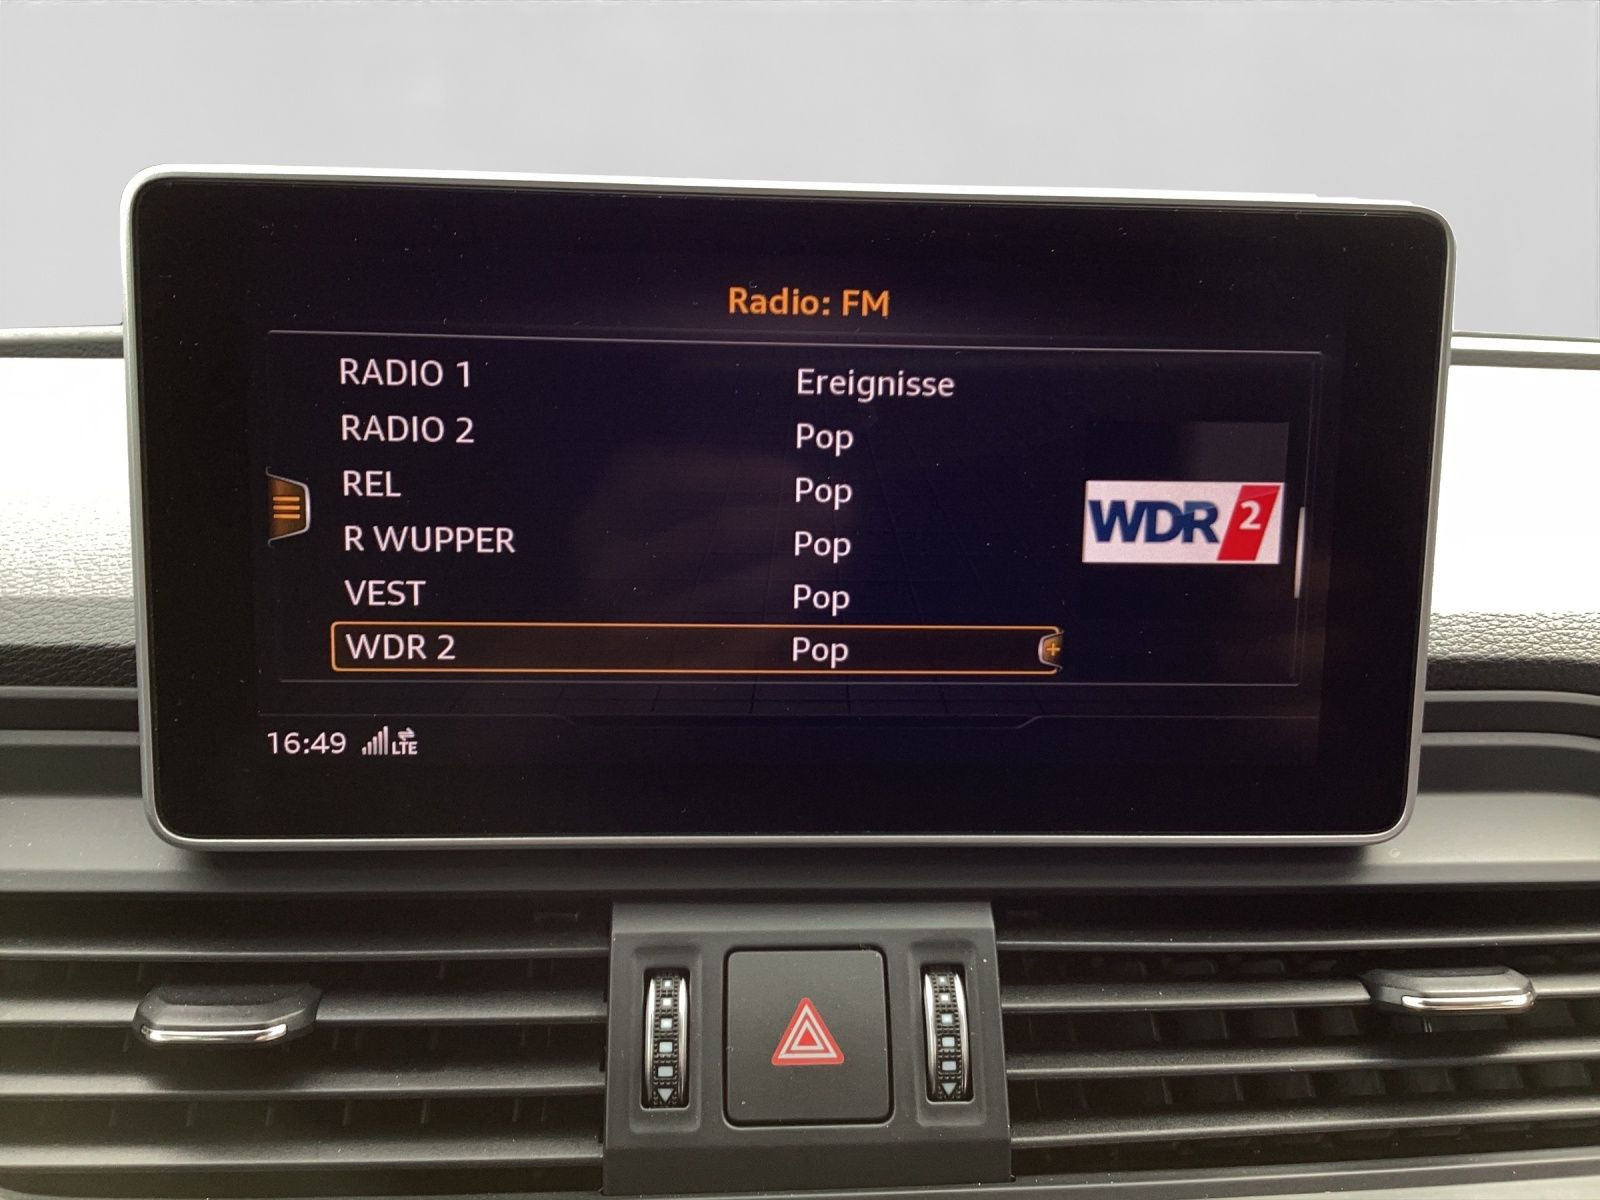 Radio: FM
RADIO 1 Ereignisse
RADIO 2 Pop
REL Pop
R WUPPER Pop
VEST Pop
WDR 2 Pop
WDR 2
16:49 LTE